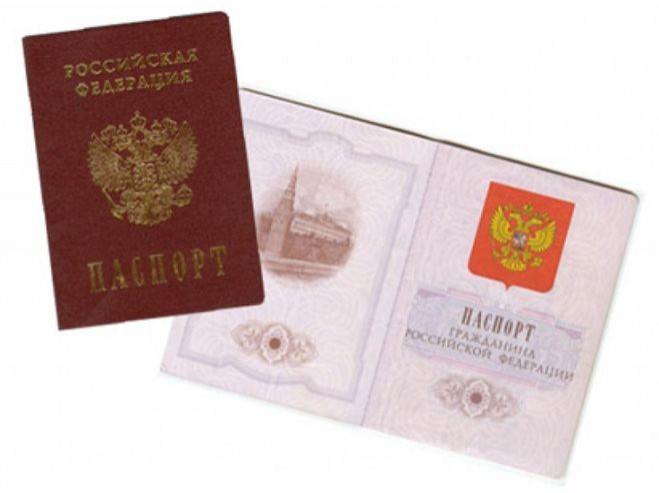 РОССИЙСКАЯ
ФЕДЕРАЦИЯ
ПАСПОРТ
ПАСПОРТ
ГРАЖДАНИНА
РОССИЙСКОЙ ФЕДЕРАЦИИ